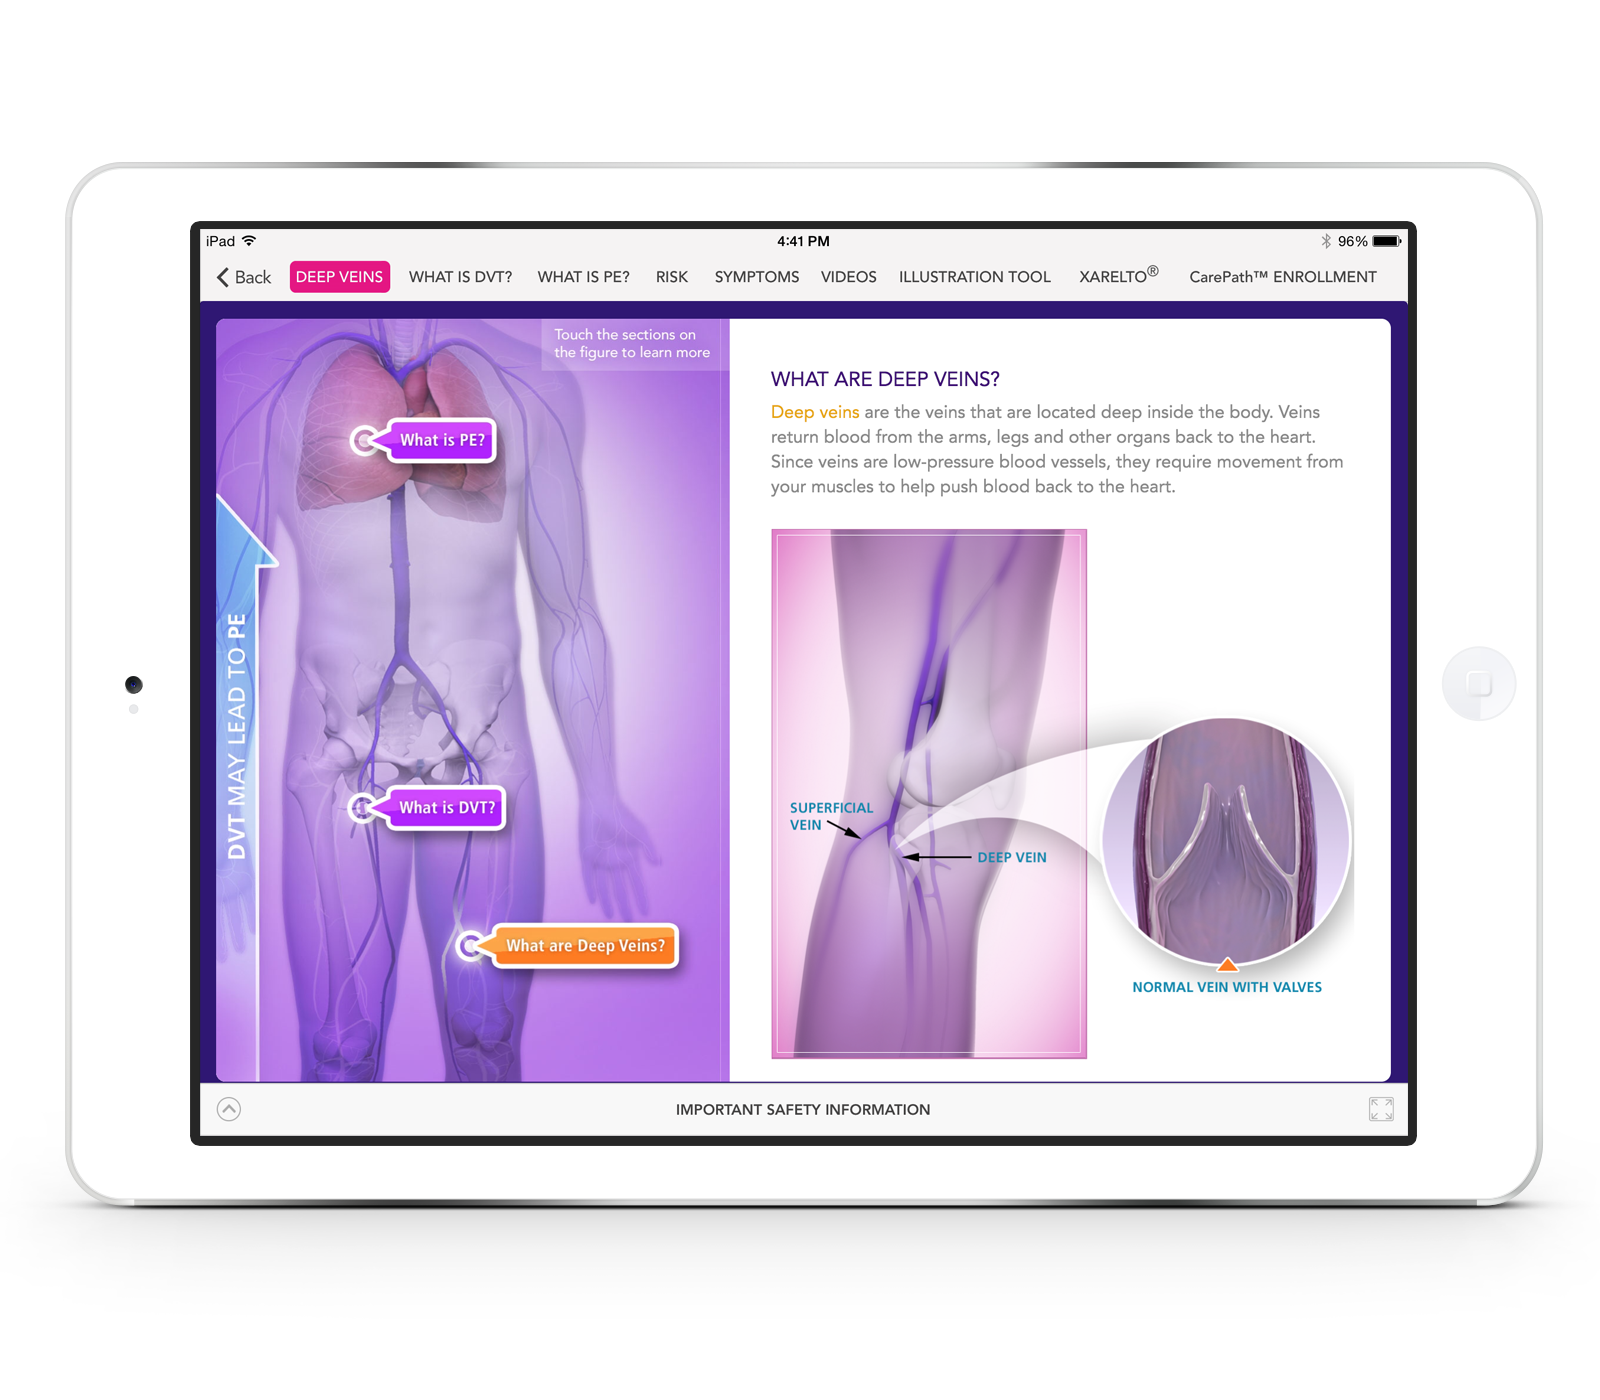 iPad 4:41 PM 96%
Back DEEP VEINS WHAT IS DVT? WHAT IS PE? RISK SYMPTOMS VIDEOS ILLUSTRATION TOOL XARELTO® CarePath™ ENROLLMENT
Touch the sections on
the figure to learn more
What is PE?
DVT MAY LEAD TO PE
What is DVT?
What are Deep Veins?
WHAT ARE DEEP VEINS?
Deep veins are the veins that are located deep inside the body. Veins
return blood from the arms, legs and other organs back to the heart.
Since veins are low-pressure blood vessels, they require movement from
your muscles to help push blood back to the heart.
SUPERFICIAL
VEIN
DEEP VEIN
NORMAL VEIN WITH VALVES
IMPORTANT SAFETY INFORMATION